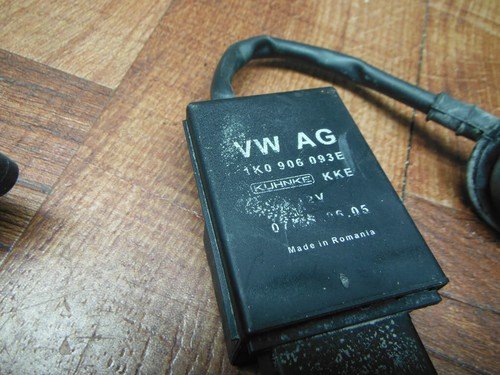 VW AG
1K0 906 093E
KUHNKE KKE
Made in Romania